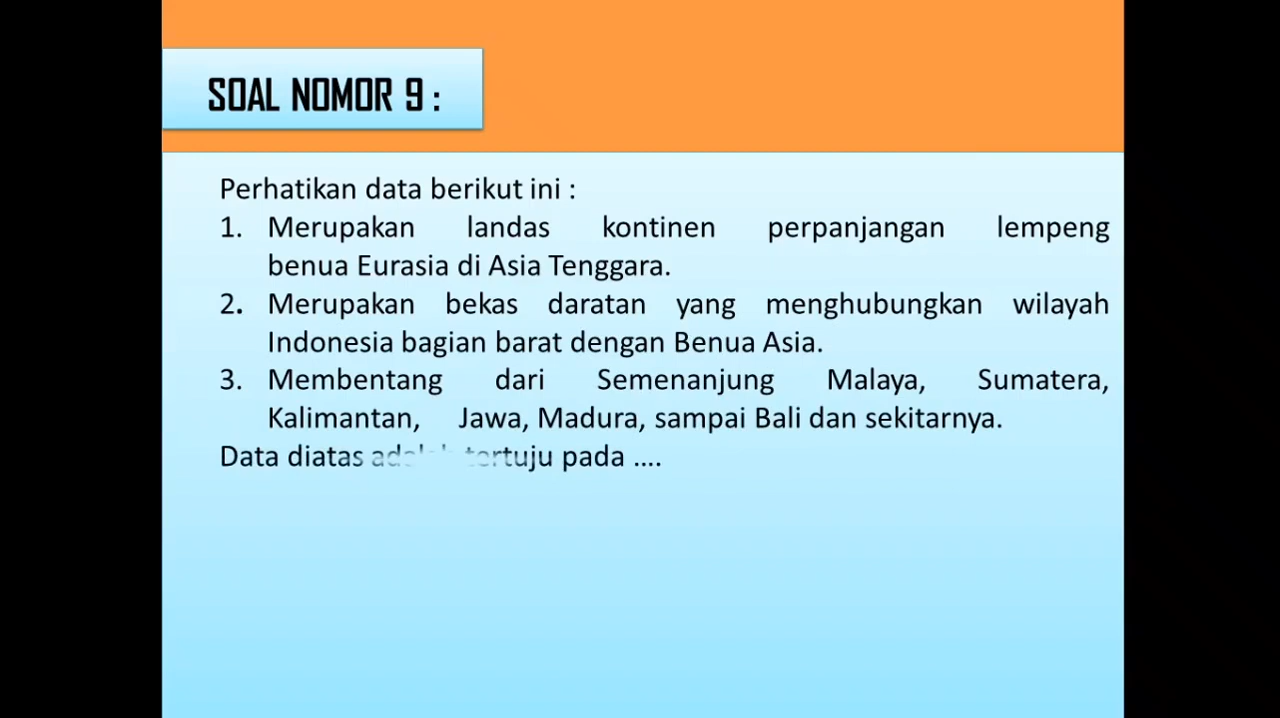 SOAL NOMOR 9 :
Perhatikan data berikut ini :
1. Merupakan landas kontinen perpanjangan lempeng
benua Eurasia di Asia Tenggara.
2. Merupakan bekas daratan yang menghubungkan wilayah
Indonesia bagian barat dengan Benua Asia.
3. Membentang dari Semenanjung Malaya, Sumatera,
Kalimantan, Jawa, Madura, sampai Bali dan sekitarnya.
Data diatas adalah tertuju pada ....